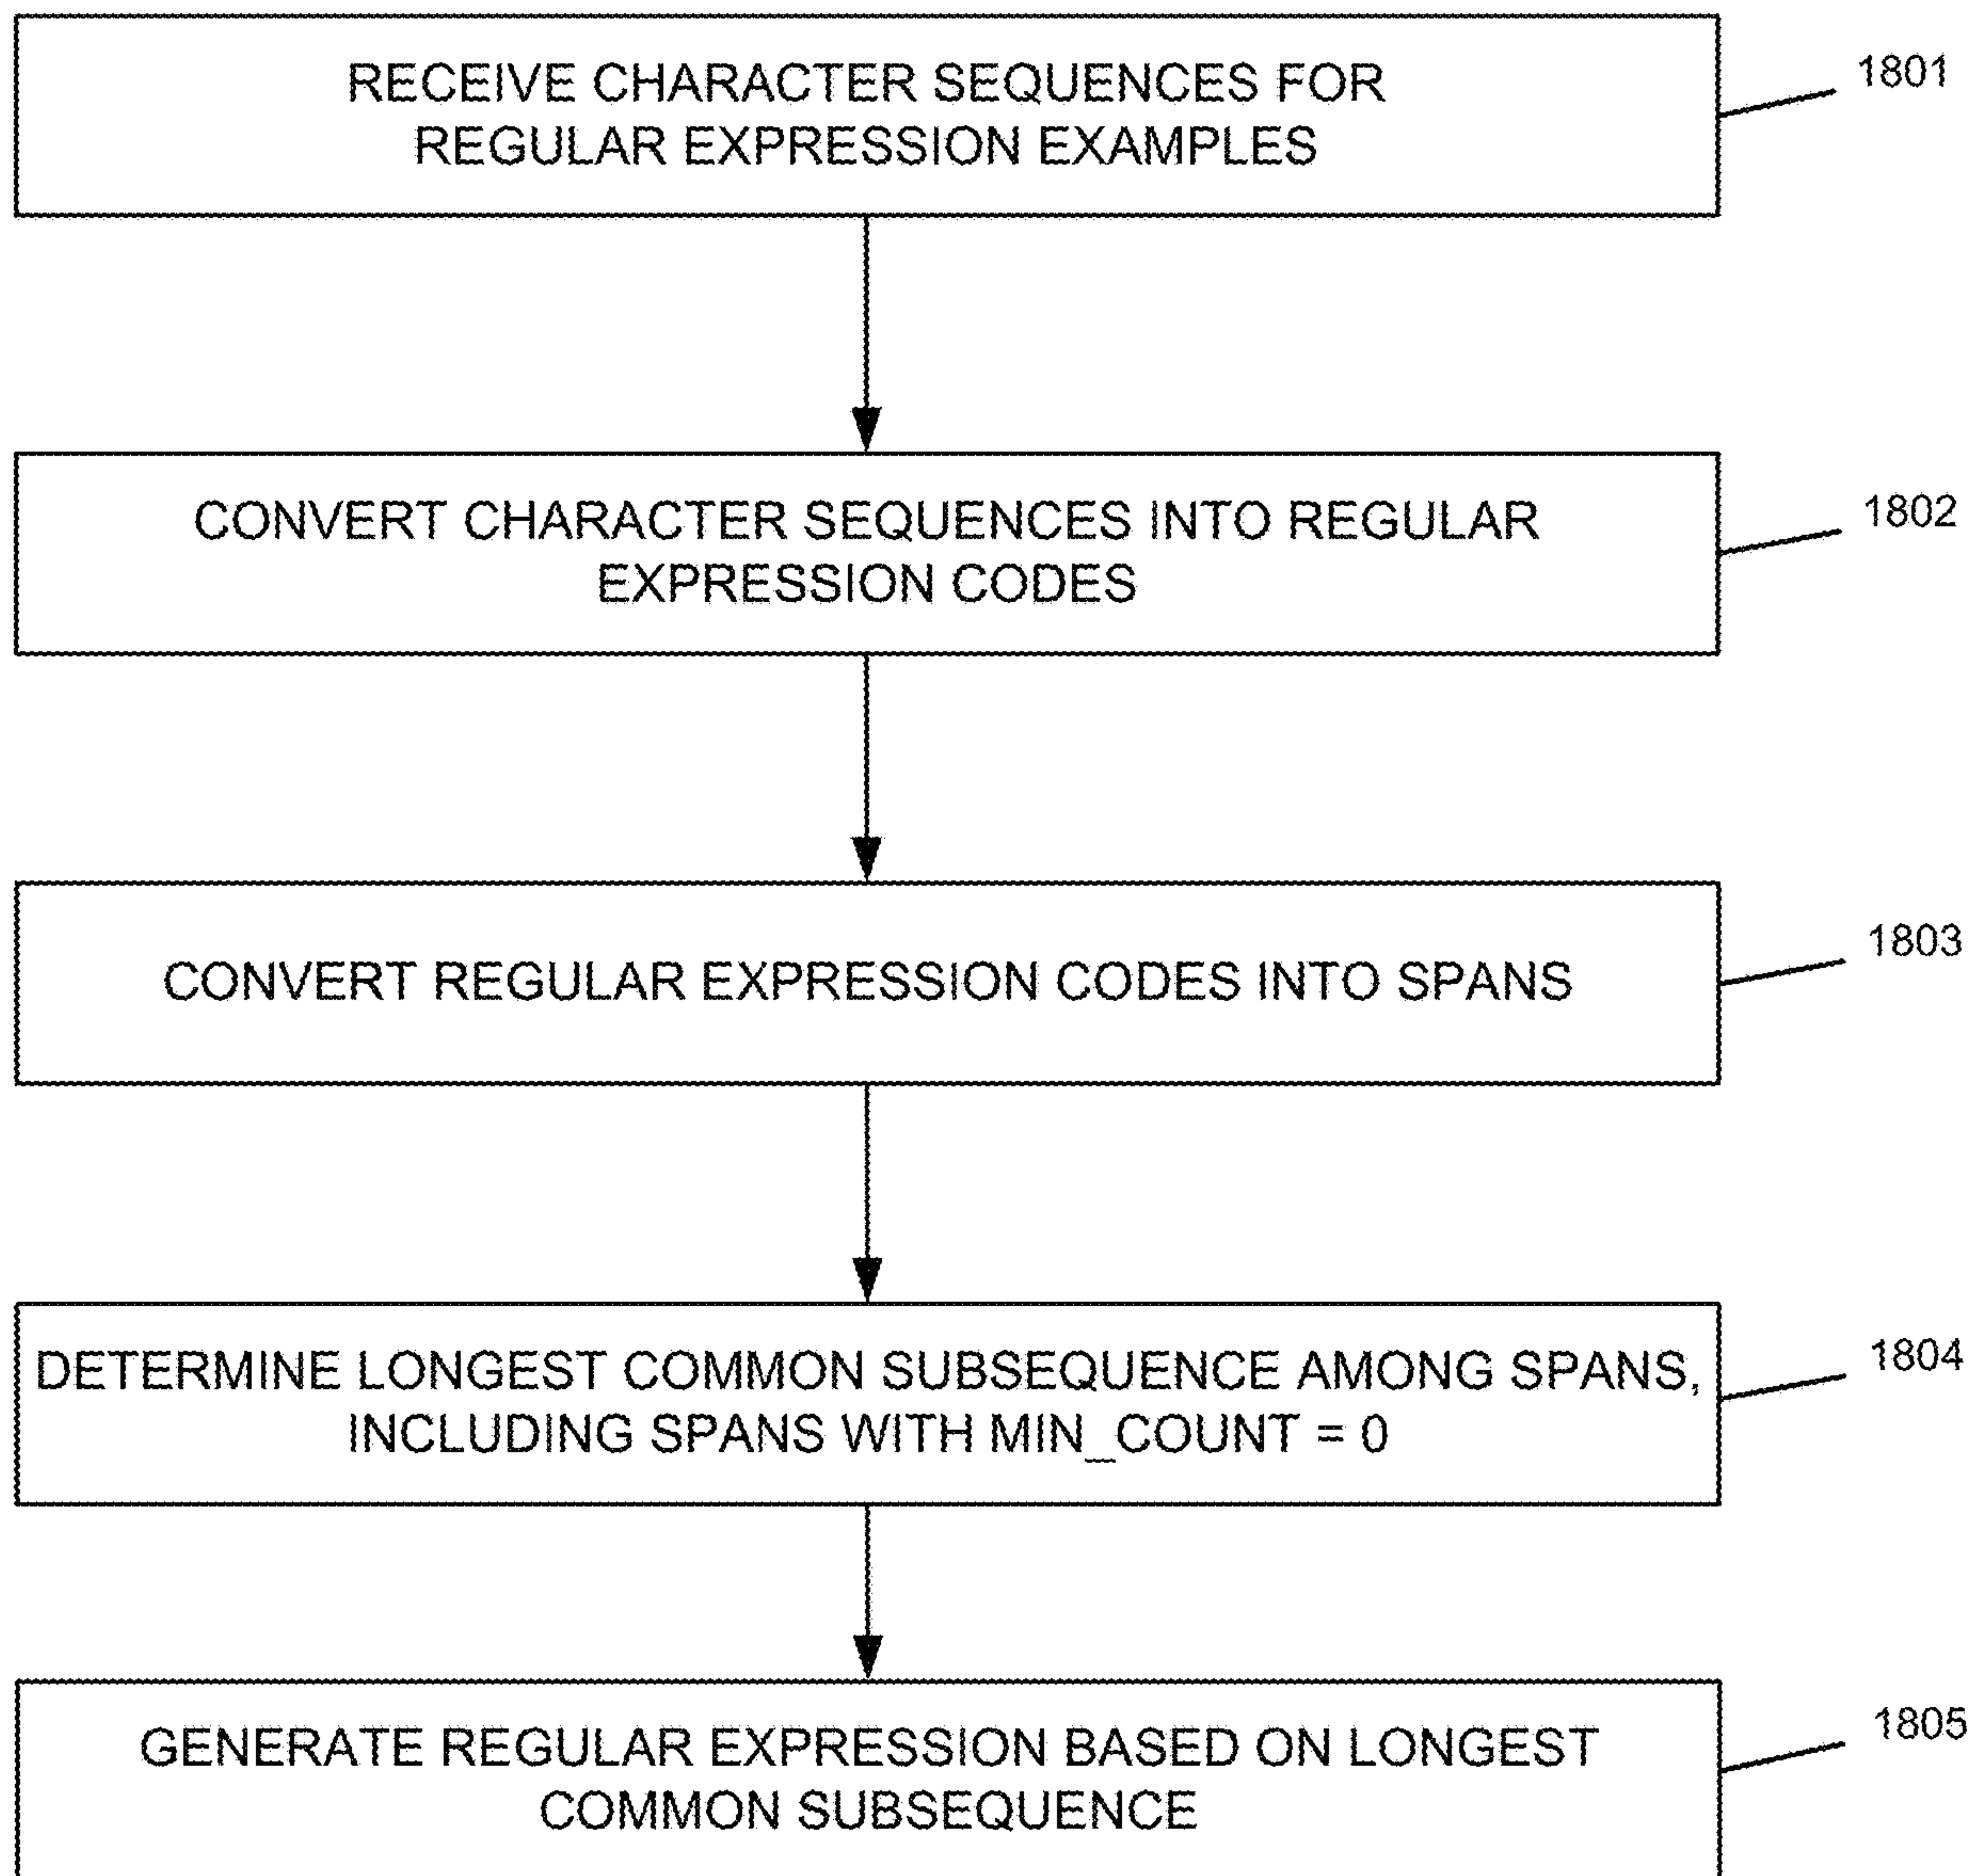 RECEIVE CHARACTER SEQUENCES FOR
REGULAR EXPRESSION EXAMPLES
1801
CONVERT CHARACTER SEQUENCES INTO REGULAR
EXPRESSION CODES
1802
CONVERT REGULAR EXPRESSION CODES INTO SPANS
1803
DETERMINE LONGEST COMMON SUBSEQUENCE AMONG SPANS,
INCLUDING SPANS WITH MIN_COUNT = 0
1804
GENERATE REGULAR EXPRESSION BASED ON LONGEST
COMMON SUBSEQUENCE
1805